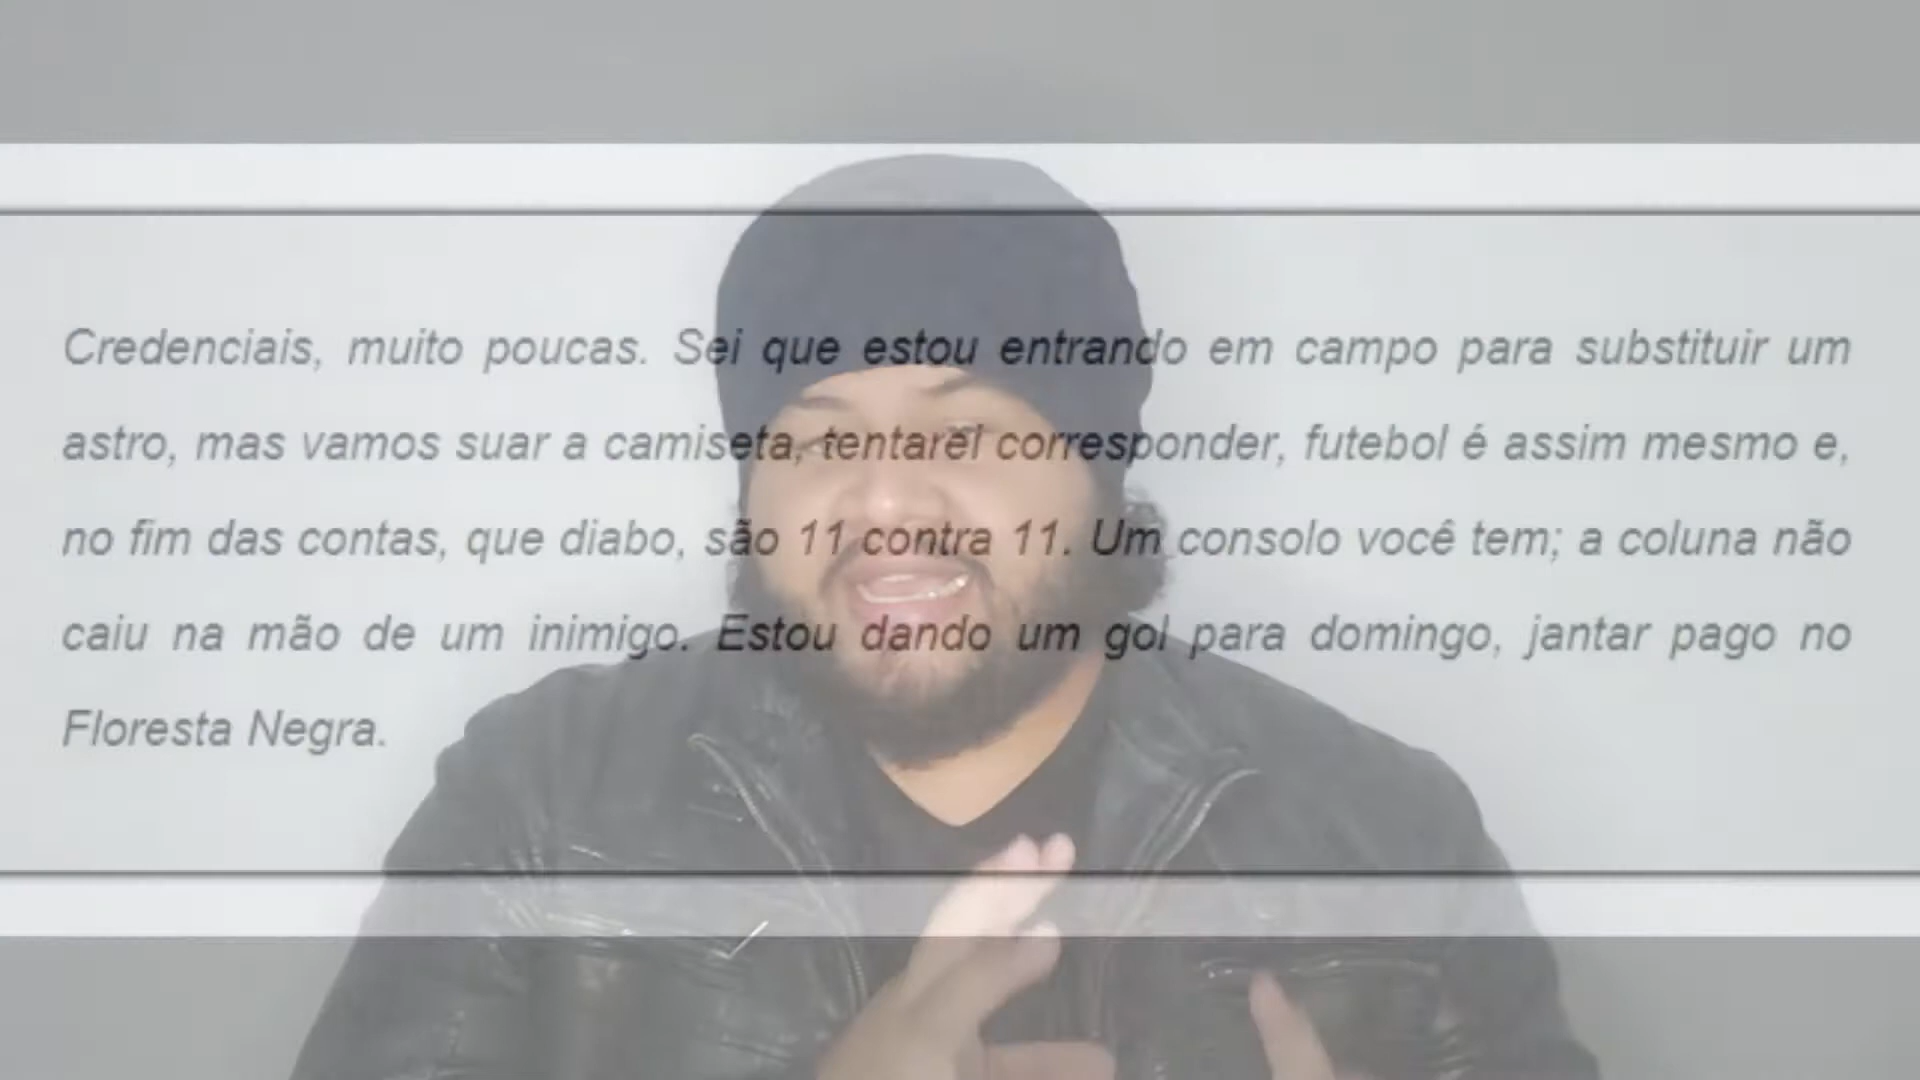 Credenciais, muito poucas. Sei que estou entrando em campo para substituir um
astro, mas vamos suar a camiseta, tentarei corresponder, futebol é assim mesmo e,
no fim das contas, que diabo, são 11 contra 11. Um consolo você tem; a coluna não
caiu na mão de um inimigo. Estou dando um gol para domingo, jantar pago no
Floresta Negra.